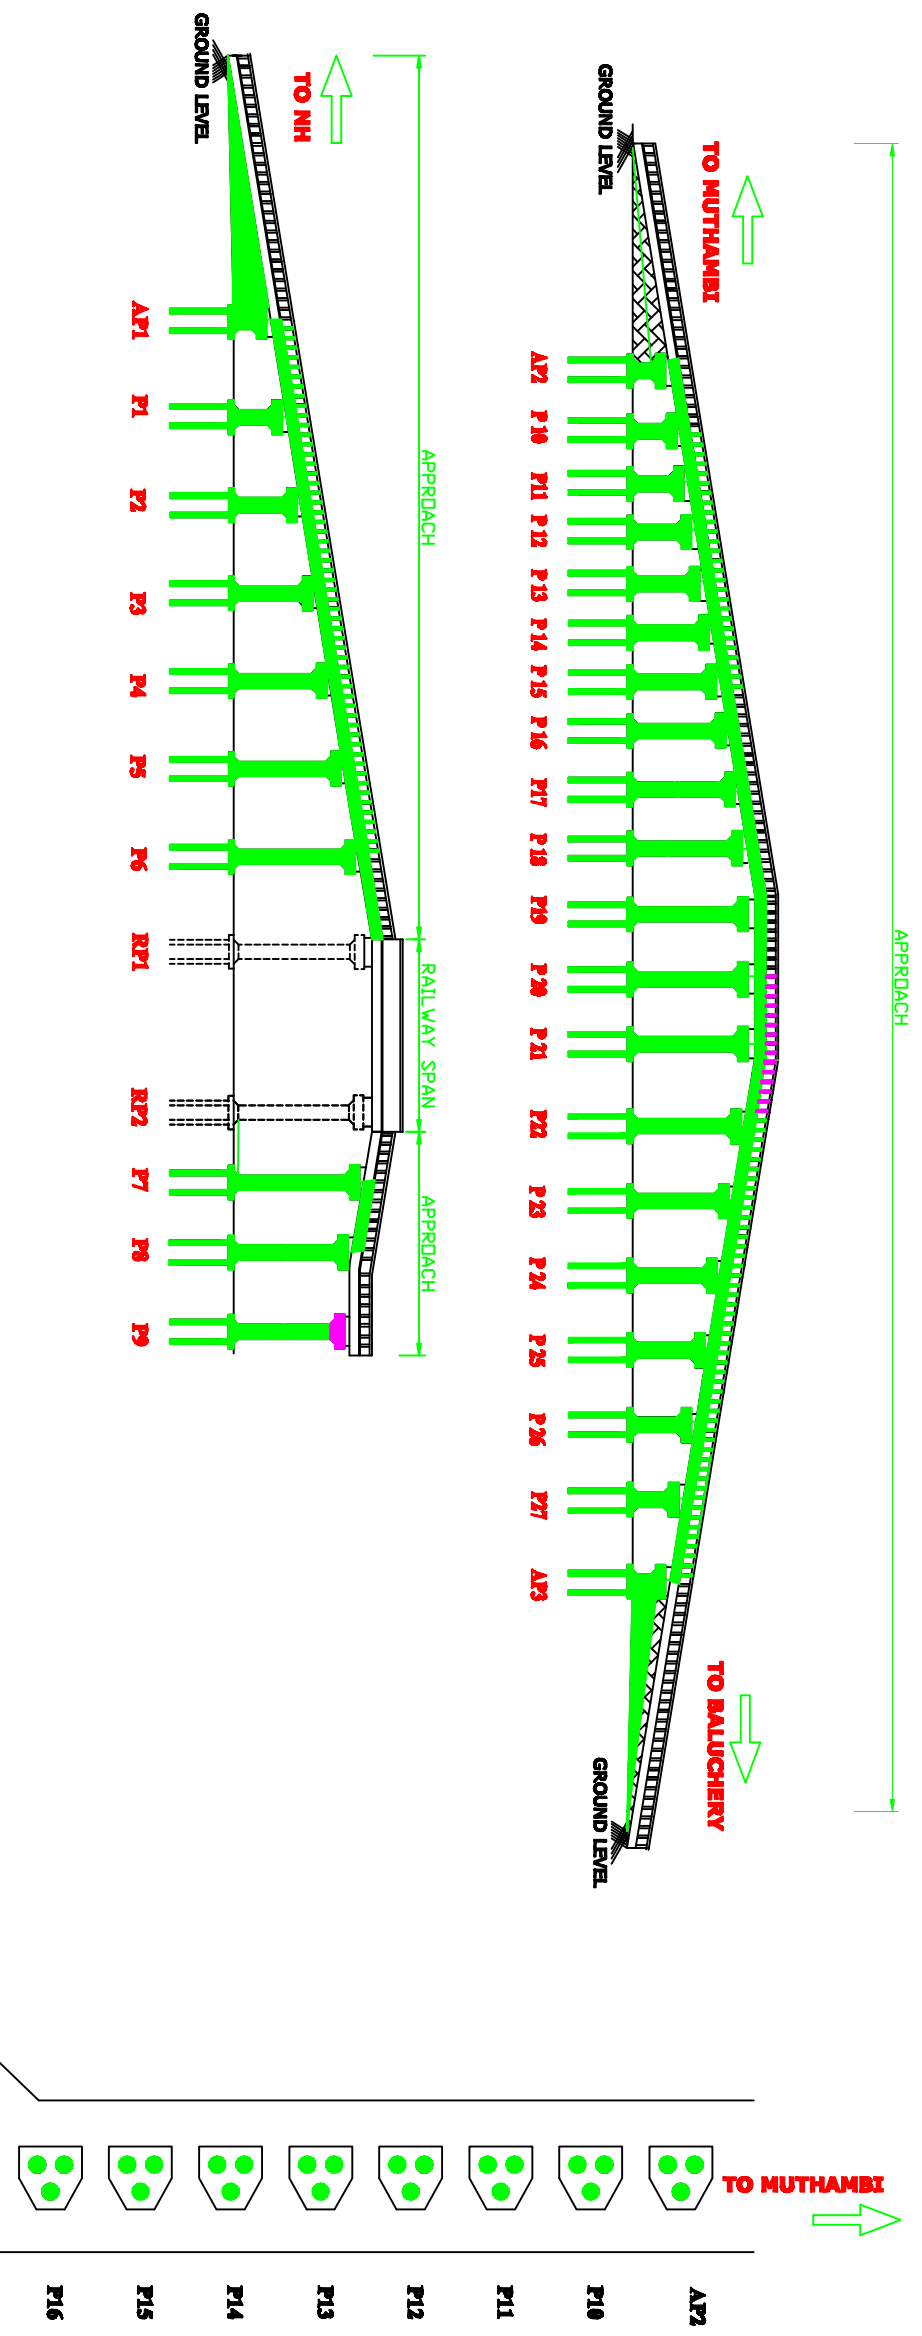 APPROACH
TO MUTHAMBI
TO BALUCHERY
GROUND LEVEL
GROUND LEVEL
AP2
P10
P11
P12
P13
P14
P15
P16
P17
P18
P19
P20
P21
P22
P23
P24
P25
P26
P27
AP3
APPROACH
RAILWAY SPAN
APPROACH
TO NH
GROUND LEVEL
AP1
P1
P2
P3
P4
P5
P6
RP1
RP2
P7
P8
P9
TO MUTHAMBI
AP2
P10
P11
P12
P13
P14
P15
P16